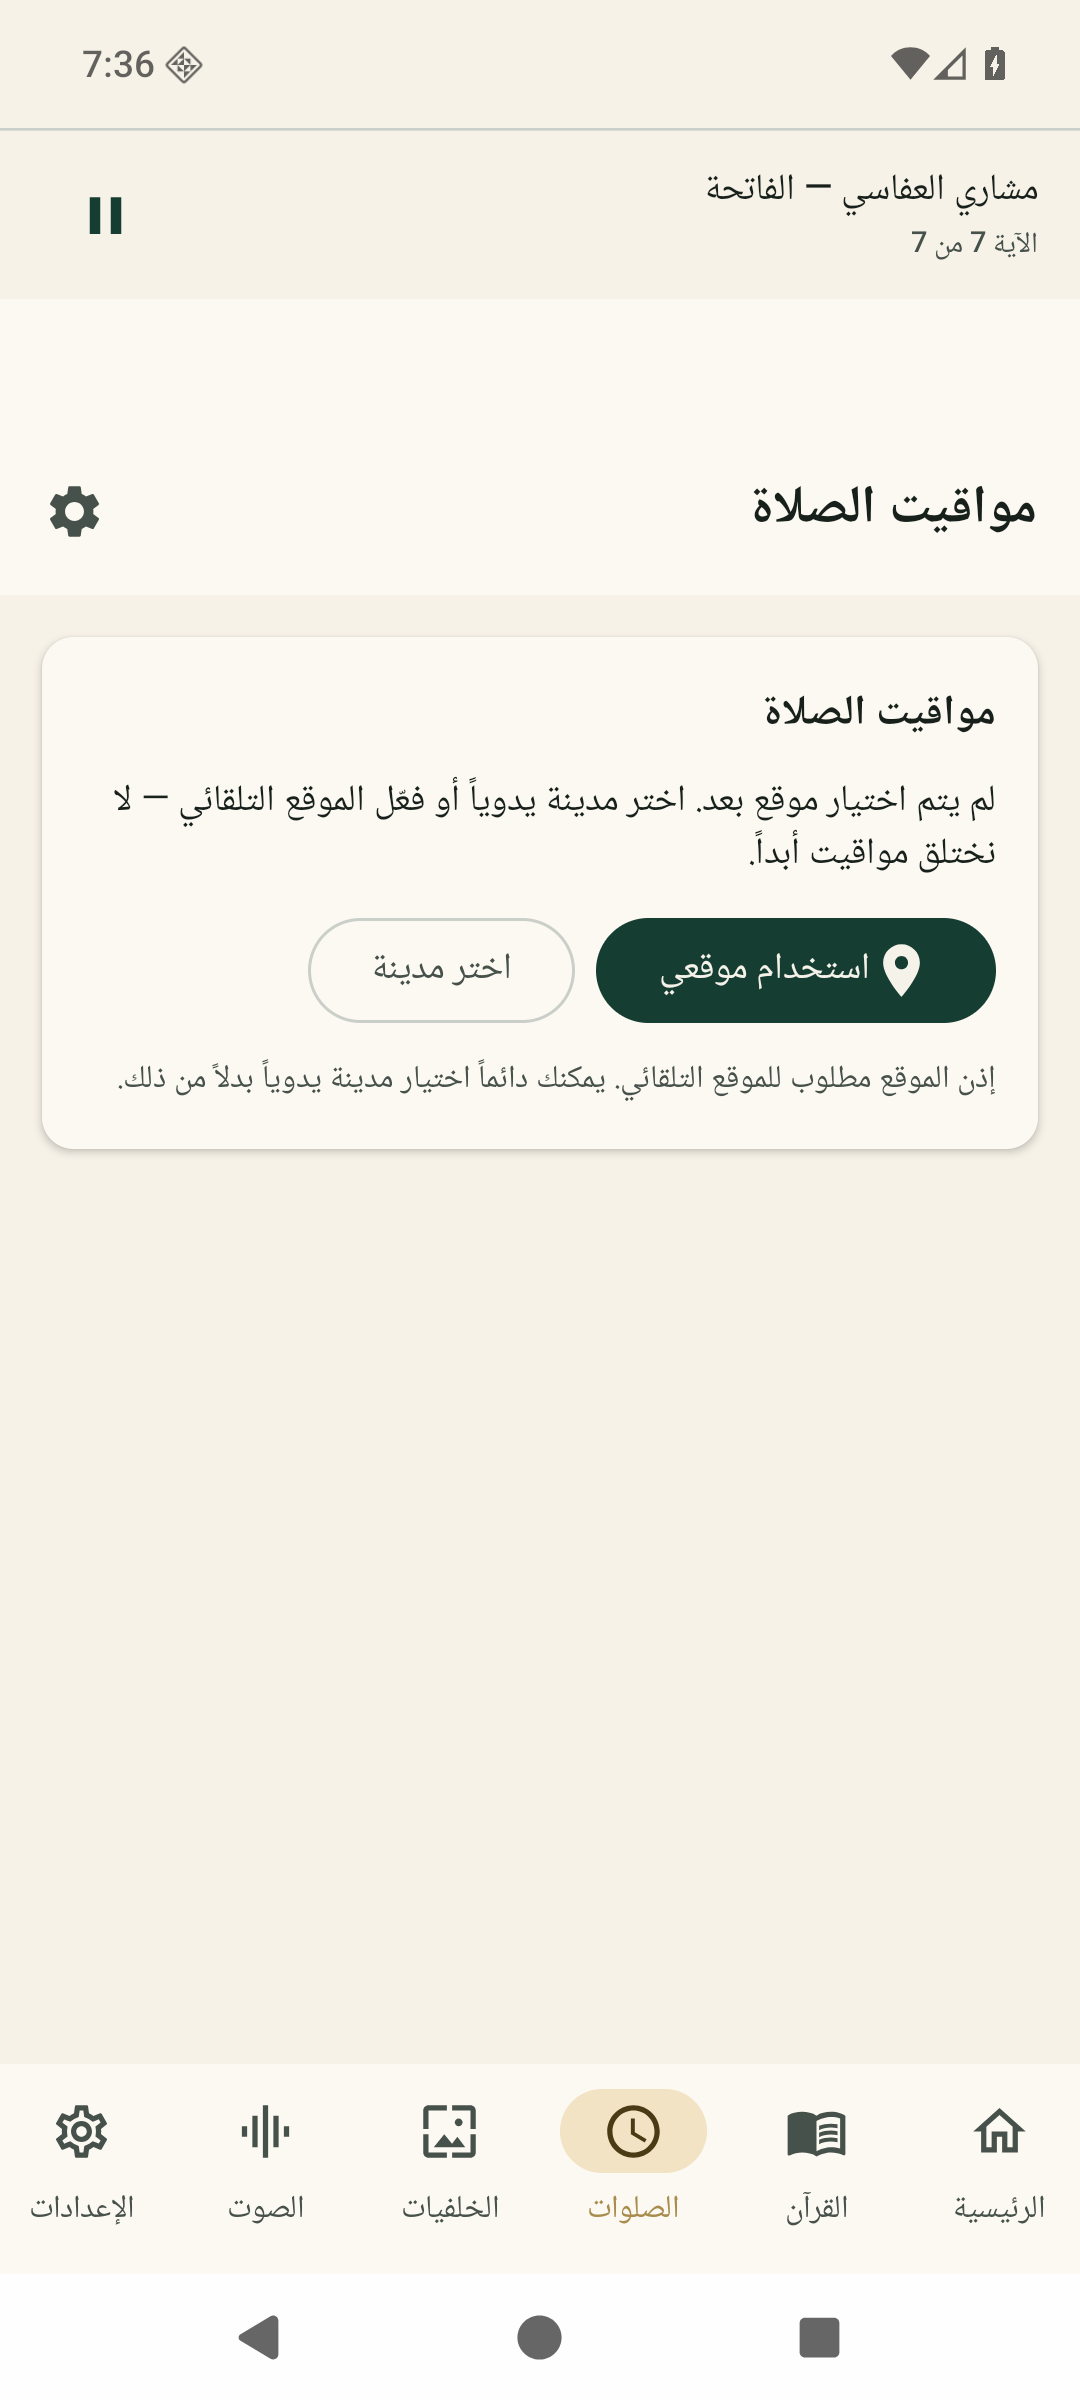 7:36
مشاري العفاسي — الفاتحة
الآية 7 من 7
مواقيت الصلاة
مواقيت الصلاة
لم يتم اختيار موقع بعد. اختر مدينة يدوياً أو فعّل الموقع التلقائي — لا
نختلق مواقيت أبداً.
استخدام موقعي
اختر مدينة
إذن الموقع مطلوب للموقع التلقائي. يمكنك دائماً اختيار مدينة يدوياً بدلاً من ذلك.
الرئيسية
القرآن
الصلوات
الخلفيات
الصوت
الإعدادات